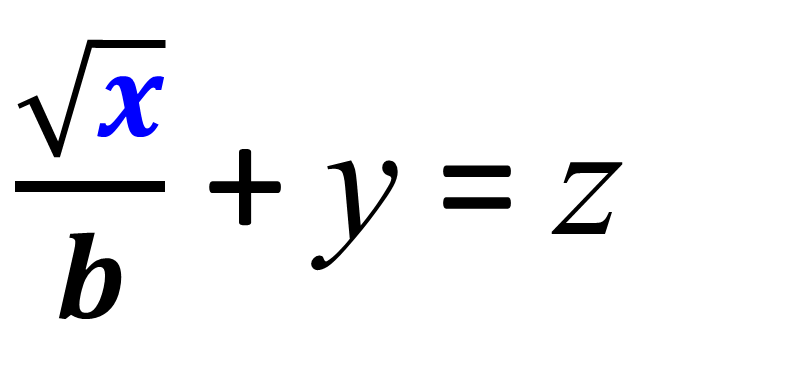 √x/b + y = z